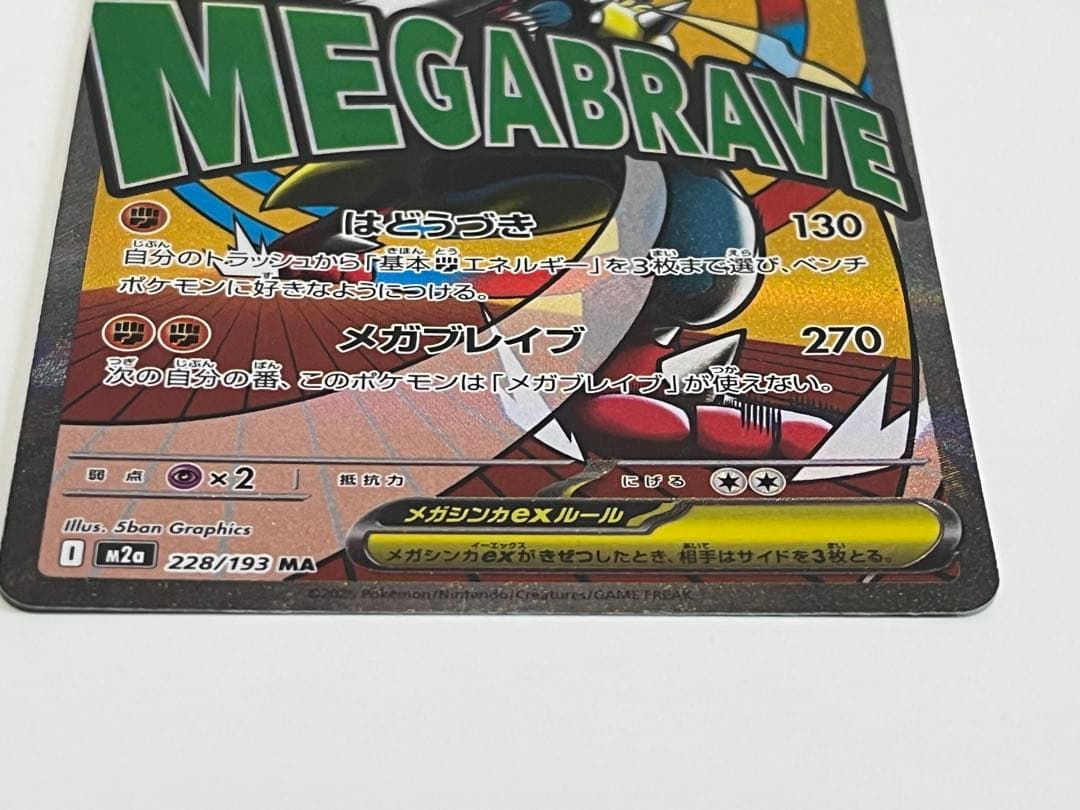 MEGABRAVE
はどうづき 130
自分のトラッシュから「基本エネルギー」を3枚まで選び、ベンチ
ポケモンに好きなようにつける。
メガブレイブ 270
次の自分の番、このポケモンは「メガブレイブ」が使えない。
弱点 ×2 抵抗力 にげる
Illus. 5ban Graphics
メガシンカexルール
I M2a 228/193 MA
メガシンカexがきぜつしたとき、相手はサイドを3枚とる。
©2025 Pokémon/Nintendo/Creatures/GAME FREAK